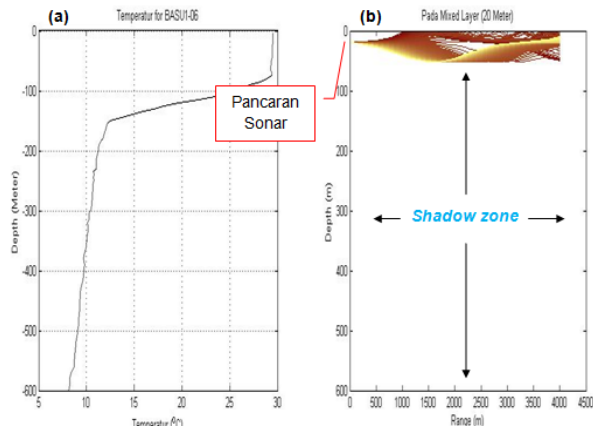 (a)
Temperatur for BASU1-06
0
-100
-200
-300
-400
-500
-600
5
10
15
20
25
30
Depth (Meter)
Temperatur (⁰C)
Pancaran
Sonar
(b)
Pada Mixed Layer (20 Meter)
0
100
200
300
400
500
600
0
500
1000
1500
2000
2500
3000
3500
4000
4500
Depth (m)
Range (m)
Shadow zone